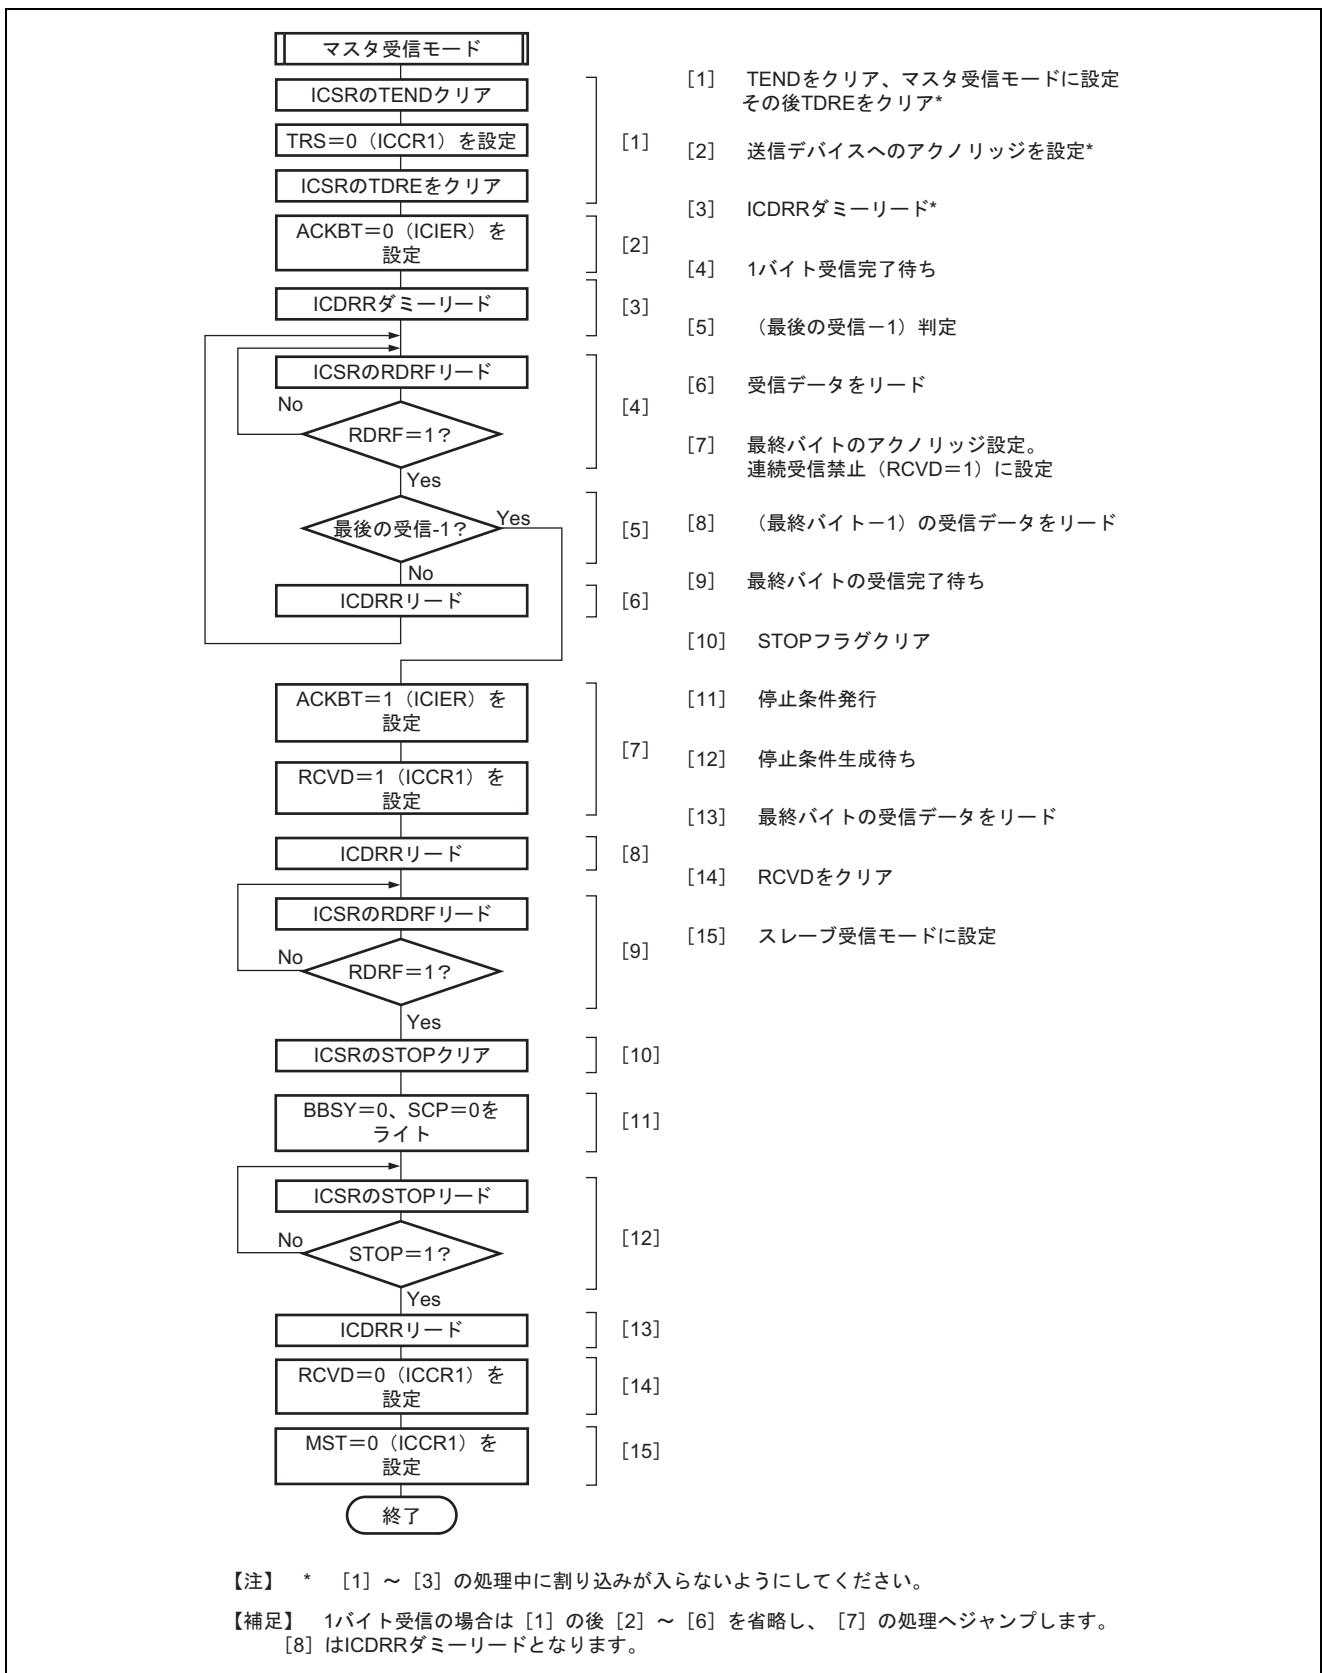 マスタ受信モード
ICSRのTENDクリア
TRS＝0（ICCR1）を設定
ICSRのTDREをクリア
[1]
ACKBT＝0（ICIER）を
設定
[2]
ICDRRダミーリード
[3]
ICSRのRDRFリード
No
RDRF＝1？
[4]
Yes
最後の受信-1？
Yes
[5]
No
ICDRRリード
[6]
ACKBT＝1（ICIER）を
設定
RCVD＝1（ICCR1）を
設定
[7]
ICDRRリード
[8]
ICSRのRDRFリード
No
RDRF＝1？
[9]
Yes
ICSRのSTOPクリア
[10]
BBSY＝0、SCP＝0を
ライト
[11]
ICSRのSTOPリード
No
STOP＝1？
[12]
Yes
ICDRRリード
[13]
RCVD＝0（ICCR1）を
設定
[14]
MST＝0（ICCR1）を
設定
[15]
終了
[1] TENDをクリア、マスタ受信モードに設定
その後TDREをクリア*
[2] 送信デバイスへのアクノリッジを設定*
[3] ICDRRダミーリード*
[4] 1バイト受信完了待ち
[5] （最後の受信－1）判定
[6] 受信データをリード
[7] 最終バイトのアクノリッジ設定。
連続受信禁止（RCVD＝1）に設定
[8] （最終バイト－1）の受信データをリード
[9] 最終バイトの受信完了待ち
[10] STOPフラグクリア
[11] 停止条件発行
[12] 停止条件生成待ち
[13] 最終バイトの受信データをリード
[14] RCVDをクリア
[15] スレーブ受信モードに設定
【注】 * [1]～[3]の処理中に割り込みが入らないようにしてください。
【補足】 1バイト受信の場合は[1]の後[2]～[6]を省略し、[7]の処理へジャンプします。
[8]はICDRRダミーリードとなります。